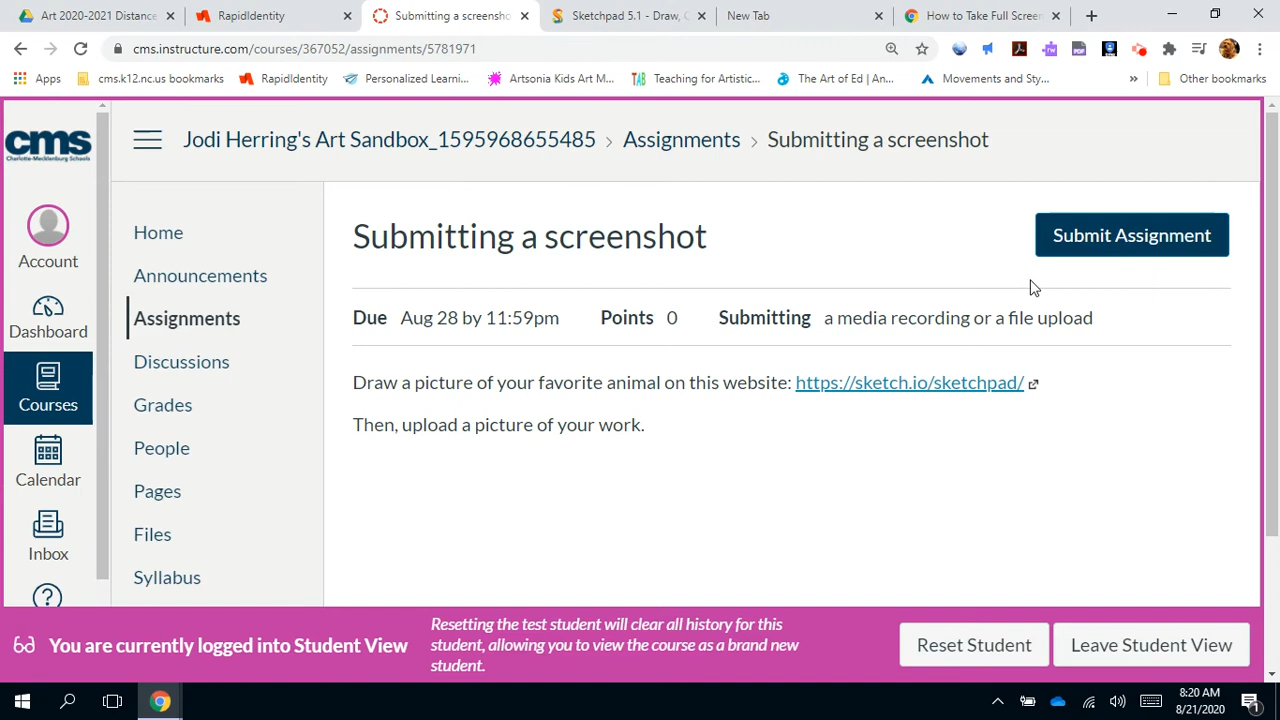 Art 2020-2021 Distance
RapidIdentity
Submitting a screensho
Sketchpad 5.1 - Draw, C
New Tab
How to Take Full Screen
cms.instructure.com/courses/367052/assignments/5781971
Apps
cms.k12.nc.us bookmarks
RapidIdentity
Personalized Learni...
Artsonia Kids Art M...
TAB
Teaching for Artistic...
The Art of Ed | An...
Movements and Sty...
»
Other bookmarks
cms
Charlotte-Mecklenburg Schools
Jodi Herring's Art Sandbox_1595968655485 › Assignments › Submitting a screenshot
Account
Dashboard
Courses
Calendar
Inbox
Home
Announcements
Assignments
Discussions
Grades
People
Pages
Files
Syllabus
Submitting a screenshot
Submit Assignment
Due Aug 28 by 11:59pm Points 0 Submitting a media recording or a file upload
Draw a picture of your favorite animal on this website: https://sketch.io/sketchpad/
Then, upload a picture of your work.
You are currently logged into Student View
Resetting the test student will clear all history for this
student, allowing you to view the course as a brand new
student.
Reset Student
Leave Student View
8:20 AM
8/21/2020
1